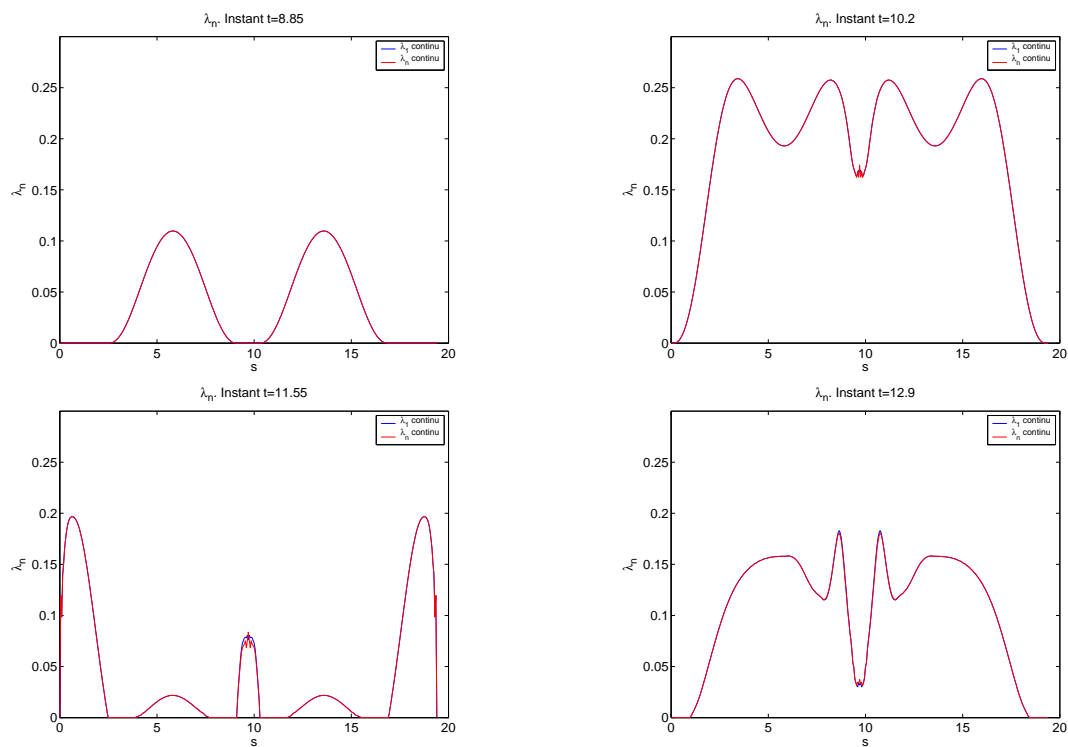 λn. Instant t=8.85
λ1 continu
λn continu
λn
0.25
0.2
0.15
0.1
0.05
0
0 5 10 15 20
s
λn. Instant t=10.2
λ1 continu
λn continu
λn
0.25
0.2
0.15
0.1
0.05
0
0 5 10 15 20
s
λn. Instant t=11.55
λ1 continu
λn continu
λn
0.25
0.2
0.15
0.1
0.05
0
0 5 10 15 20
s
λn. Instant t=12.9
λ1 continu
λn continu
λn
0.25
0.2
0.15
0.1
0.05
0
0 5 10 15 20
s